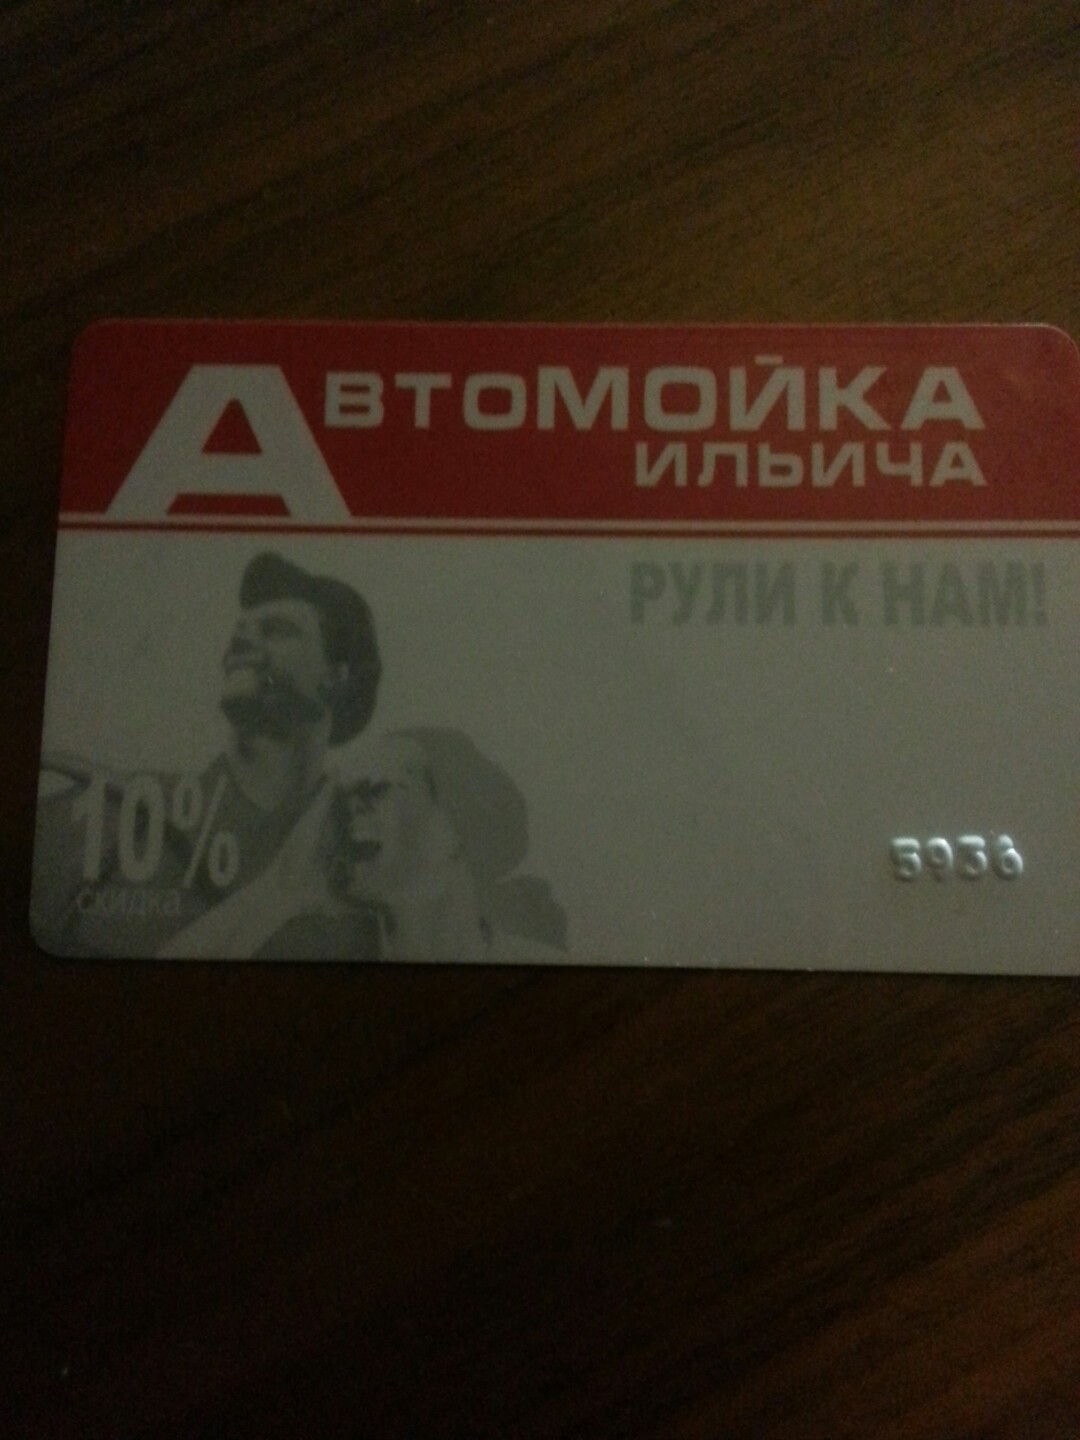 АвтоМОЙКА
ИЛЬИЧА
РУЛИ К НАМ!
10%
скидка
5936